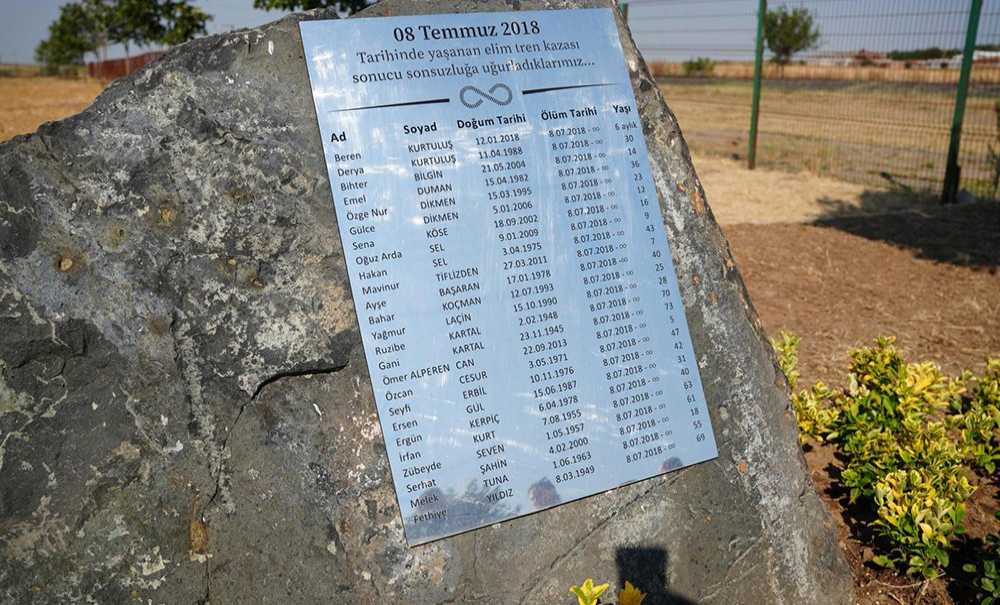 08 Temmuz 2018
Tarihinde yaşanan elim tren kazası
sonucu sonsuzluğa uğurladıklarımız...
Ad Soyad Doğum Tarihi Ölüm Tarihi Yaşı
Beren KURTULUŞ 12.01.2018 8.07.2018 - ∞ 6 aylık
Derya KURTULUŞ 11.04.1988 8.07.2018 - ∞ 30
Bihter BİLGİN 21.05.2004 8.07.2018 - ∞ 14
Emel DUMAN 15.04.1982 8.07.2018 - ∞ 36
Özge Nur DİKMEN 15.03.1995 8.07.2018 - ∞ 23
Gülce DİKMEN 5.01.2006 8.07.2018 - ∞ 12
Sena KÖSE 18.09.2002 8.07.2018 - ∞ 16
Oğuz Arda SEL 9.01.2009 8.07.2018 - ∞ 9
Hakan SEL 3.04.1975 8.07.2018 - ∞ 43
Mavinur TİFLİZDEN 27.03.2011 8.07.2018 - ∞ 7
Ayşe BAŞARAN 17.01.1978 8.07.2018 - ∞ 40
Bahar KOÇMAN 12.07.1993 8.07.2018 - ∞ 25
Yağmur LAÇİN 15.10.1990 8.07.2018 - ∞ 28
Ruzibe KARTAL 2.02.1948 8.07.2018 - ∞ 70
Gani KARTAL 23.11.1945 8.07.2018 - ∞ 73
Ömer ALPEREN CAN 22.09.2013 8.07.2018 - ∞ 5
Özcan CESUR 3.05.1971 8.07.2018 - ∞ 47
Seyfi ERBİL 10.11.1976 8.07.2018 - ∞ 42
Ersen GÜL 15.06.1987 8.07.2018 - ∞ 31
Ergün KERPİÇ 6.04.1978 8.07.2018 - ∞ 40
İrfan KURT 7.08.1955 8.07.2018 - ∞ 63
Zübeyde SEVEN 1.05.1957 8.07.2018 - ∞ 61
Serhat ŞAHİN 4.02.2000 8.07.2018 - ∞ 18
Melek TUNA 1.06.1963 8.07.2018 - ∞ 55
Fethiye YILDIZ 8.03.1949 8.07.2018 - ∞ 69